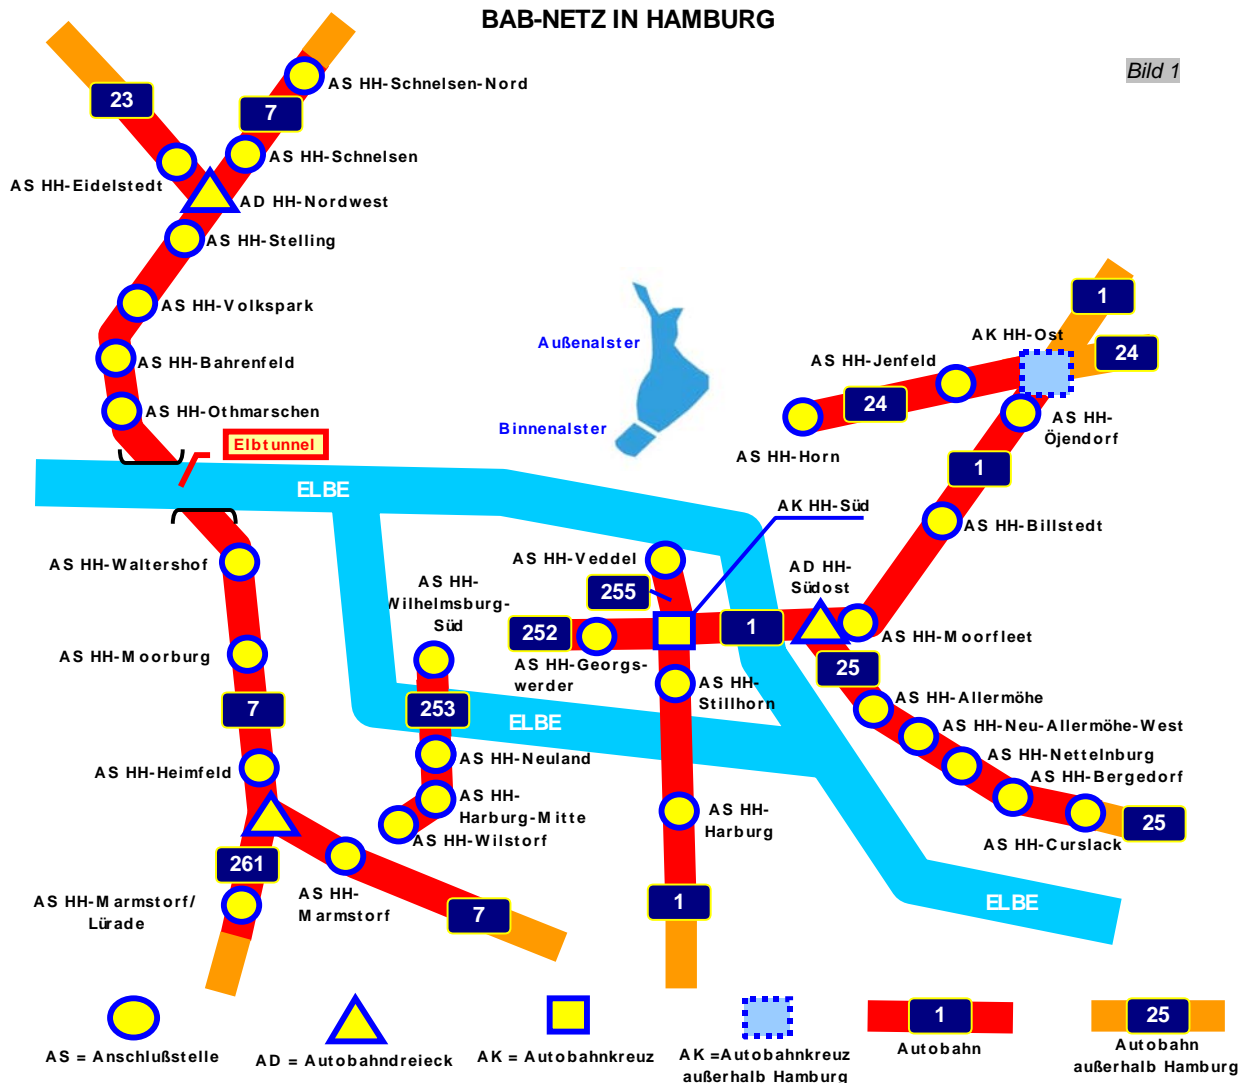 BAB-NETZ IN HAMBURG
Bild 1
AS HH-Schnelsen-Nord
23
7
AS HH-Schnelsen
AS HH-Eidelstedt
AD HH-Nordwest
AS HH-Stelling
AS HH-Volkspark
AS HH-Bahrenfeld
AS HH-Othmarschen
Elbtunnel
ELBE
Außenalster
Binnenalster
1
AK HH-Ost
24
AS HH-Jenfeld
24
AS HH-Horn
AS HH-
Öjendorf
1
AS HH-Billstedt
AK HH-Süd
AS HH-Waltershof
AS HH-Veddel
255
AD HH-
Südost
AS HH-
Wilhelmsburg-
Süd
252
1
AS HH-Moorfleet
AS HH-Georgs-
werder
AS HH-Moorburg
25
AS HH-
Stillhorn
AS HH-Allermöhe
7
253
ELBE
AS HH-Neu-Allermöhe-West
AS HH-Nettelnburg
AS HH-Bergedorf
AS HH-Heimfeld
AS HH-Neuland
AS HH-
Harburg-Mitte
AS HH-Wilstorf
AS HH-
Harburg
25
AS HH-Curslack
261
AS HH-
Marmstorf
AS HH-Marmstorf/
Lürade
7
1
ELBE
1
25
AS = Anschlußstelle
AD = Autobahndreieck
AK = Autobahnkreuz
AK =Autobahnkreuz
außerhalb Hamburg
Autobahn
Autobahn
außerhalb Hamburg